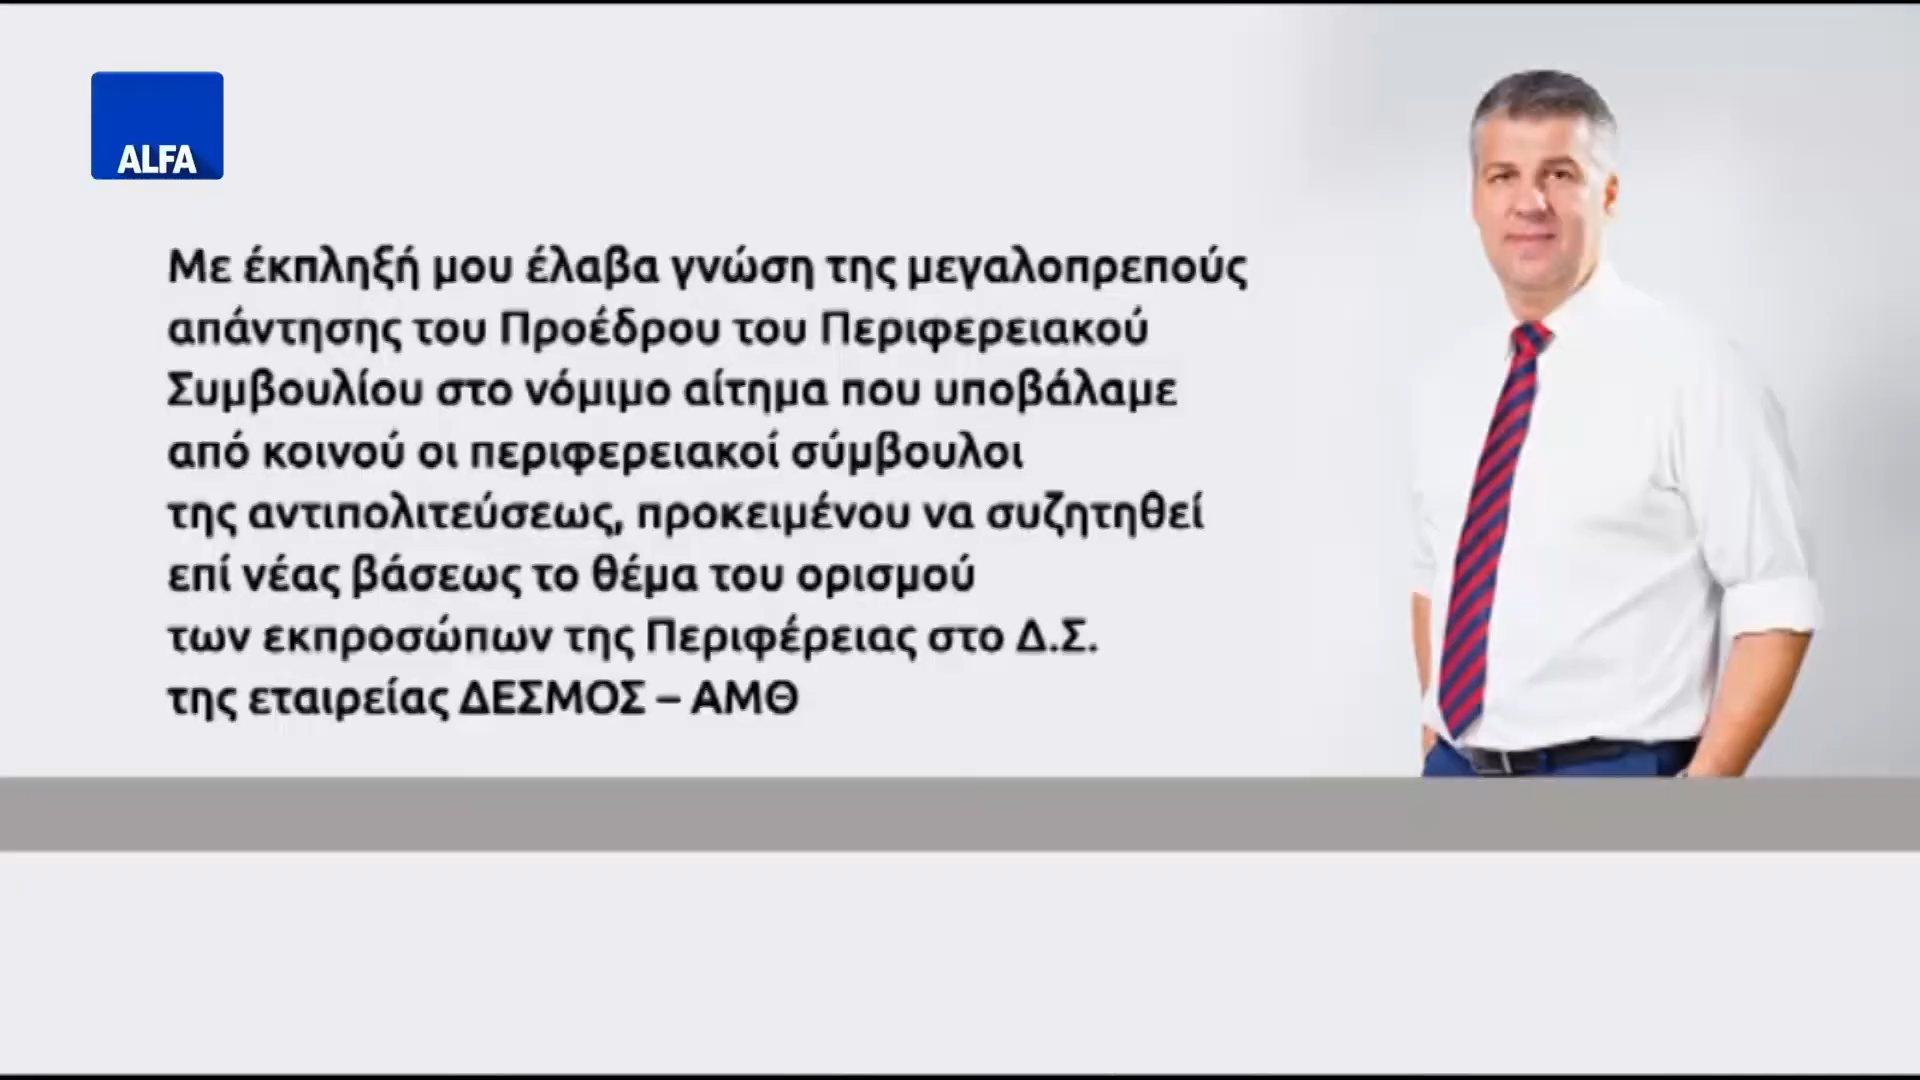 ALFA
Με έκπληξή μου έλαβα γνώση της μεγαλοπρεπούς
απάντησης του Προέδρου του Περιφερειακού
Συμβουλίου στο νόμιμο αίτημα που υποβάλαμε
από κοινού οι περιφερειακοί σύμβουλοι
της αντιπολιτεύσεως, προκειμένου να συζητηθεί
επί νέας βάσεως το θέμα του ορισμού
των εκπροσώπων της Περιφέρειας στο Δ.Σ.
της εταιρείας ΔΕΣΜΟΣ – ΑΜΘ